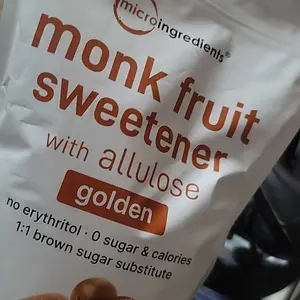 microingredients®
monk fruit
sweetener
with allulose
golden
no erythritol · 0 sugar & calories
1:1 brown sugar substitute